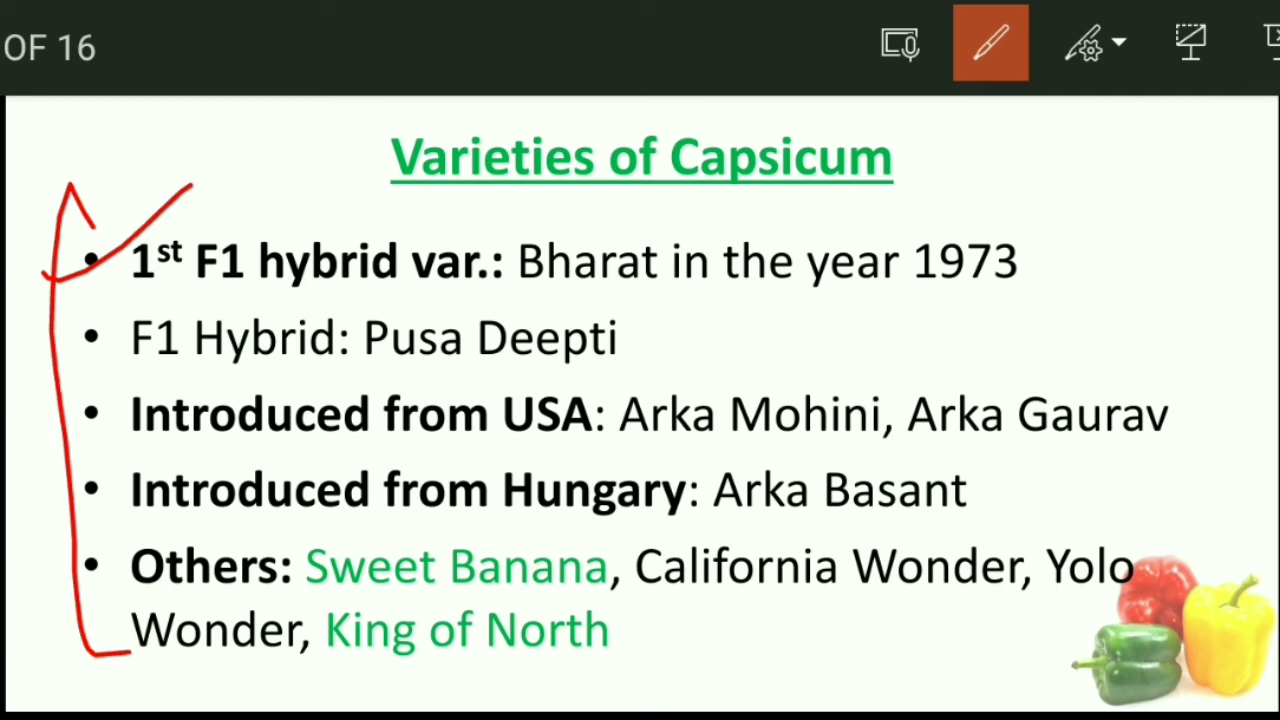 OF 16
Varieties of Capsicum
• 1st F1 hybrid var.: Bharat in the year 1973
• F1 Hybrid: Pusa Deepti
• Introduced from USA: Arka Mohini, Arka Gaurav
• Introduced from Hungary: Arka Basant
• Others: Sweet Banana, California Wonder, Yolo
Wonder, King of North